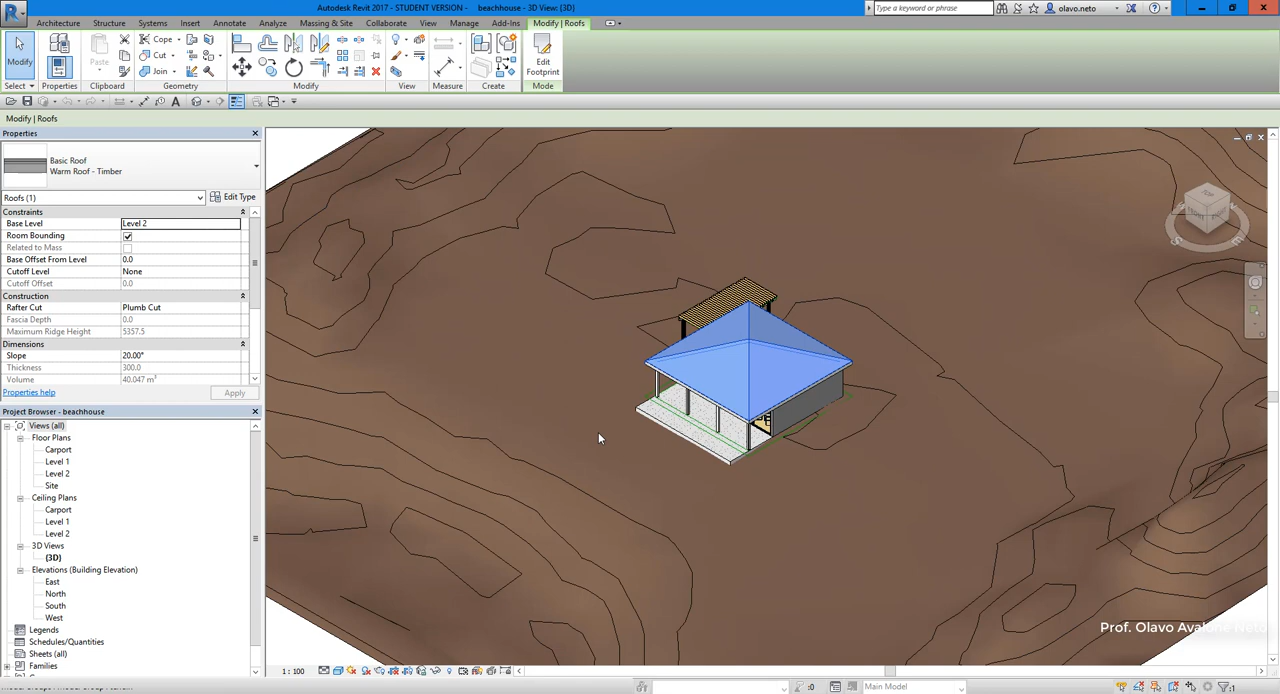 Autodesk Revit 2017 - STUDENT VERSION - beachhouse - 3D View: {3D}
Type a keyword or phrase
olavo.neto
Architecture Structure Systems Insert Annotate Analyze Massing & Site Collaborate View Manage Add-Ins Modify | Roofs
Modify
Paste
Cope
Cut
Join
Edit
Footprint
Select Properties Clipboard Geometry Modify View Measure Create Mode
Modify | Roofs
Properties
Basic Roof
Warm Roof - Timber
Roofs (1) Edit Type
Constraints
Base Level Level 2
Room Bounding
Related to Mass
Base Offset From Level 0.0
Cutoff Level None
Cutoff Offset 0.0
Construction
Rafter Cut Plumb Cut
Fascia Depth 0.0
Maximum Ridge Height 5357.5
Dimensions
Slope 20.00°
Thickness 300.0
Volume 40.047 m³
Properties help Apply
Project Browser - beachhouse
Views (all)
Floor Plans
Carport
Level 1
Level 2
Site
Ceiling Plans
Carport
Level 1
Level 2
3D Views
{3D}
Elevations (Building Elevation)
East
North
South
West
Legends
Schedules/Quantities
Sheets (all)
Families
TOP
FRONT
S
E
Prof. Olavo Avalone Neto
1 : 100
:0
Main Model
:1